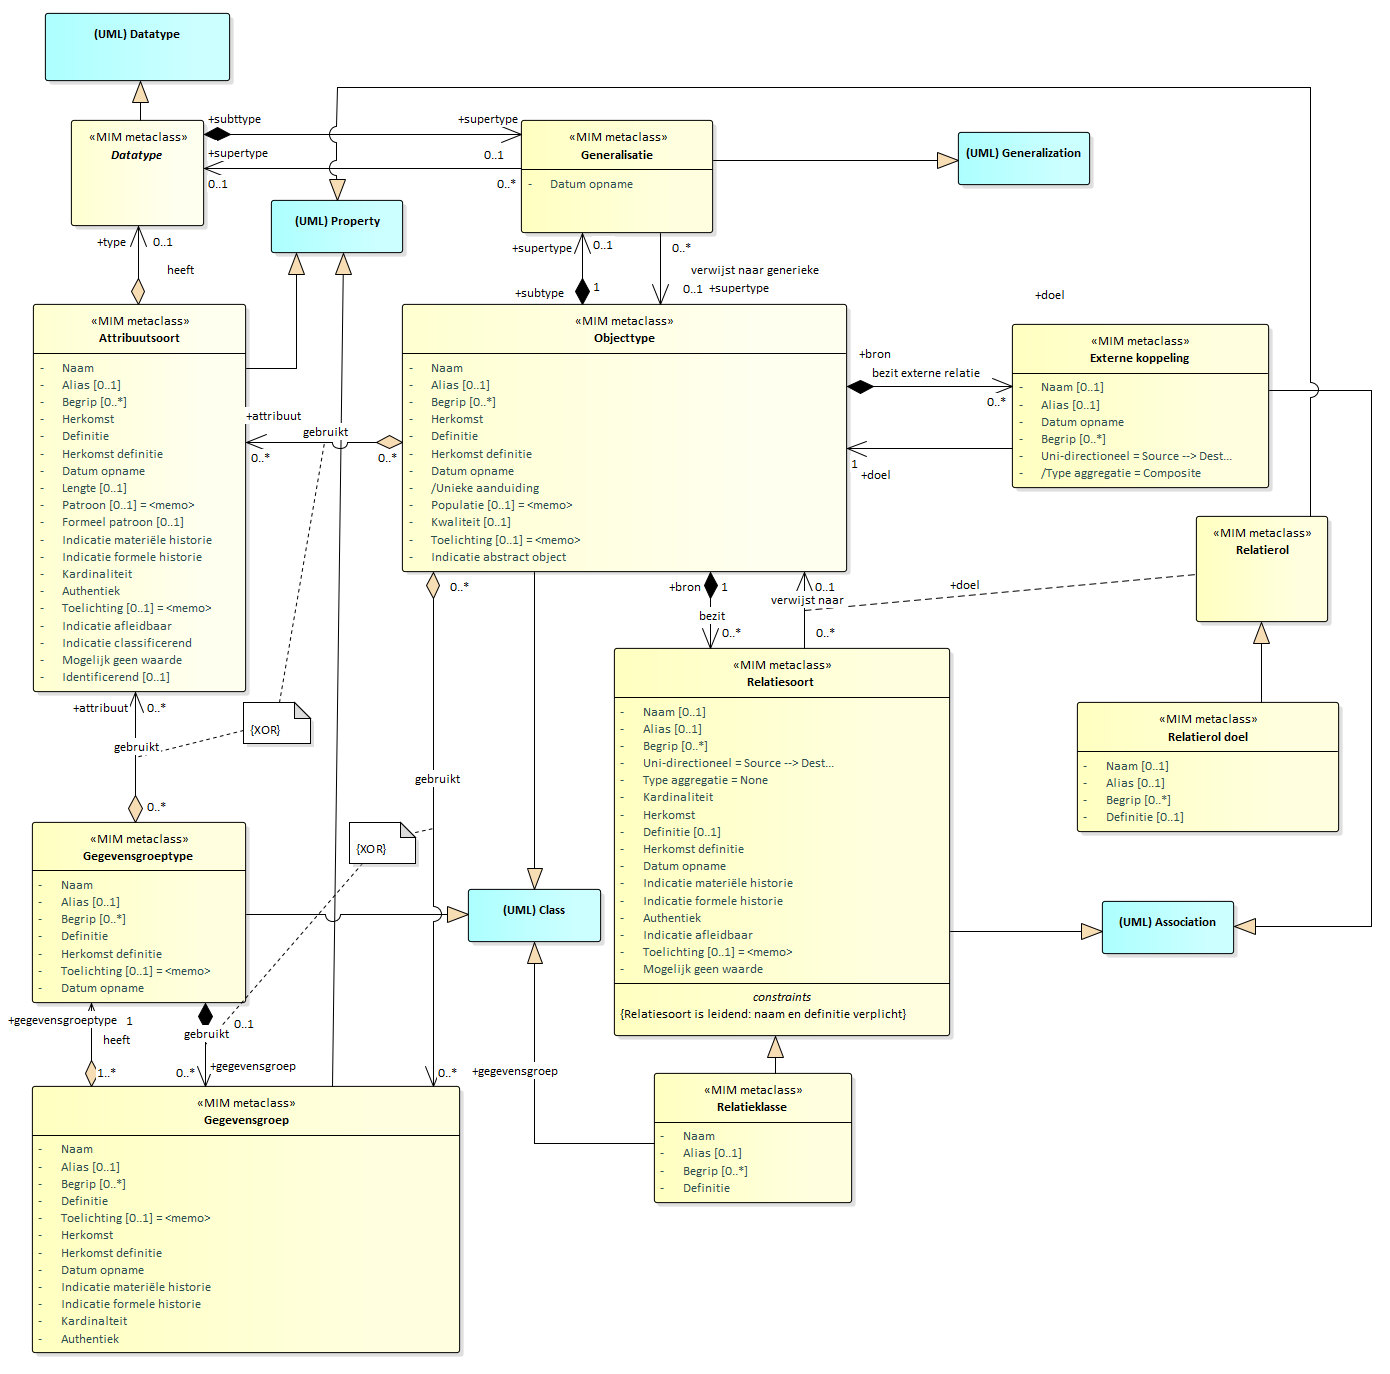 (UML) Datatype
«MIM metaclass»
Datatype
+subttype
+supertype
0..1
+supertype
0..1
0..*
«MIM metaclass»
Generalisatie
- Datum opname
(UML) Generalization
(UML) Property
+type
0..1
heeft
+supertype
0..1
+subtype
1
0..*
verwijst naar generieke
0..1
+supertype
+doel
«MIM metaclass»
Attribuutsoort
- Naam
- Alias [0..1]
- Begrip [0..*]
- Herkomst
- Definitie
- Herkomst definitie
- Datum opname
- Lengte [0..1]
- Patroon [0..1] = <memo>
- Formeel patroon [0..1]
- Indicatie materiële historie
- Indicatie formele historie
- Kardinaliteit
- Authentiek
- Toelichting [0..1] = <memo>
- Indicatie afleidbaar
- Indicatie classificerend
- Mogelijk geen waarde
- Identificerend [0..1]
+attribuut
gebruikt
0..*
0..*
«MIM metaclass»
Objecttype
- Naam
- Alias [0..1]
- Begrip [0..*]
- Herkomst
- Definitie
- Herkomst definitie
- Datum opname
- /Unieke aanduiding
- Populatie [0..1] = <memo>
- Kwaliteit [0..1]
- Toelichting [0..1] = <memo>
- Indicatie abstract object
+bron
bezit externe relatie
0..*
1
+doel
«MIM metaclass»
Externe koppeling
- Naam [0..1]
- Alias [0..1]
- Datum opname
- Begrip [0..*]
- Uni-directioneel = Source --> Dest...
- /Type aggregatie = Composite
«MIM metaclass»
Relatierol
+doel
0..*
+bron
1
bezit
0..*
0..1
verwijst naar
0..*
«MIM metaclass»
Relatiesoort
- Naam [0..1]
- Alias [0..1]
- Begrip [0..*]
- Uni-directioneel = Source --> Dest...
- Type aggregatie = None
- Kardinaliteit
- Herkomst
- Definitie [0..1]
- Herkomst definitie
- Datum opname
- Indicatie materiële historie
- Indicatie formele historie
- Authentiek
- Indicatie afleidbaar
- Toelichting [0..1] = <memo>
- Mogelijk geen waarde
constraints
{Relatiesoort is leidend: naam en definitie verplicht}
«MIM metaclass»
Relatierol doel
- Naam [0..1]
- Alias [0..1]
- Begrip [0..*]
- Definitie [0..1]
+attribuut
0..*
{XOR}
gebruikt
0..*
gebruikt
{XOR}
«MIM metaclass»
Gegevensgroeptype
- Naam
- Alias [0..1]
- Begrip [0..*]
- Definitie
- Herkomst definitie
- Toelichting [0..1] = <memo>
- Datum opname
(UML) Class
(UML) Association
+gegevensgroeptype
1
heeft
1..*
gebruikt
0..1
0..*
+gegevensgroep
0..*
+gegevensgroep
«MIM metaclass»
Relatieklasse
- Naam
- Alias [0..1]
- Begrip [0..*]
- Definitie
«MIM metaclass»
Gegevensgroep
- Naam
- Alias [0..1]
- Begrip [0..*]
- Definitie
- Toelichting [0..1] = <memo>
- Herkomst
- Herkomst definitie
- Datum opname
- Indicatie materiële historie
- Indicatie formele historie
- Kardinalteit
- Authentiek